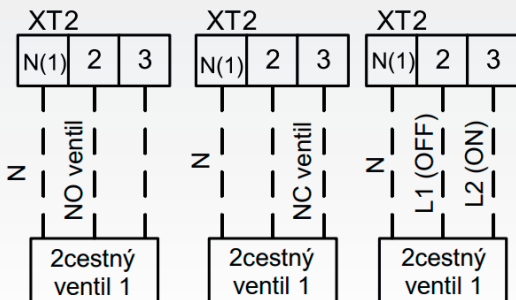 XT2
N(1) 2 3
N
NO ventil
2cestný
ventil 1
XT2
N(1) 2 3
N
NC ventil
2cestný
ventil 1
XT2
N(1) 2 3
N
L1 (OFF)
L2 (ON)
2cestný
ventil 1